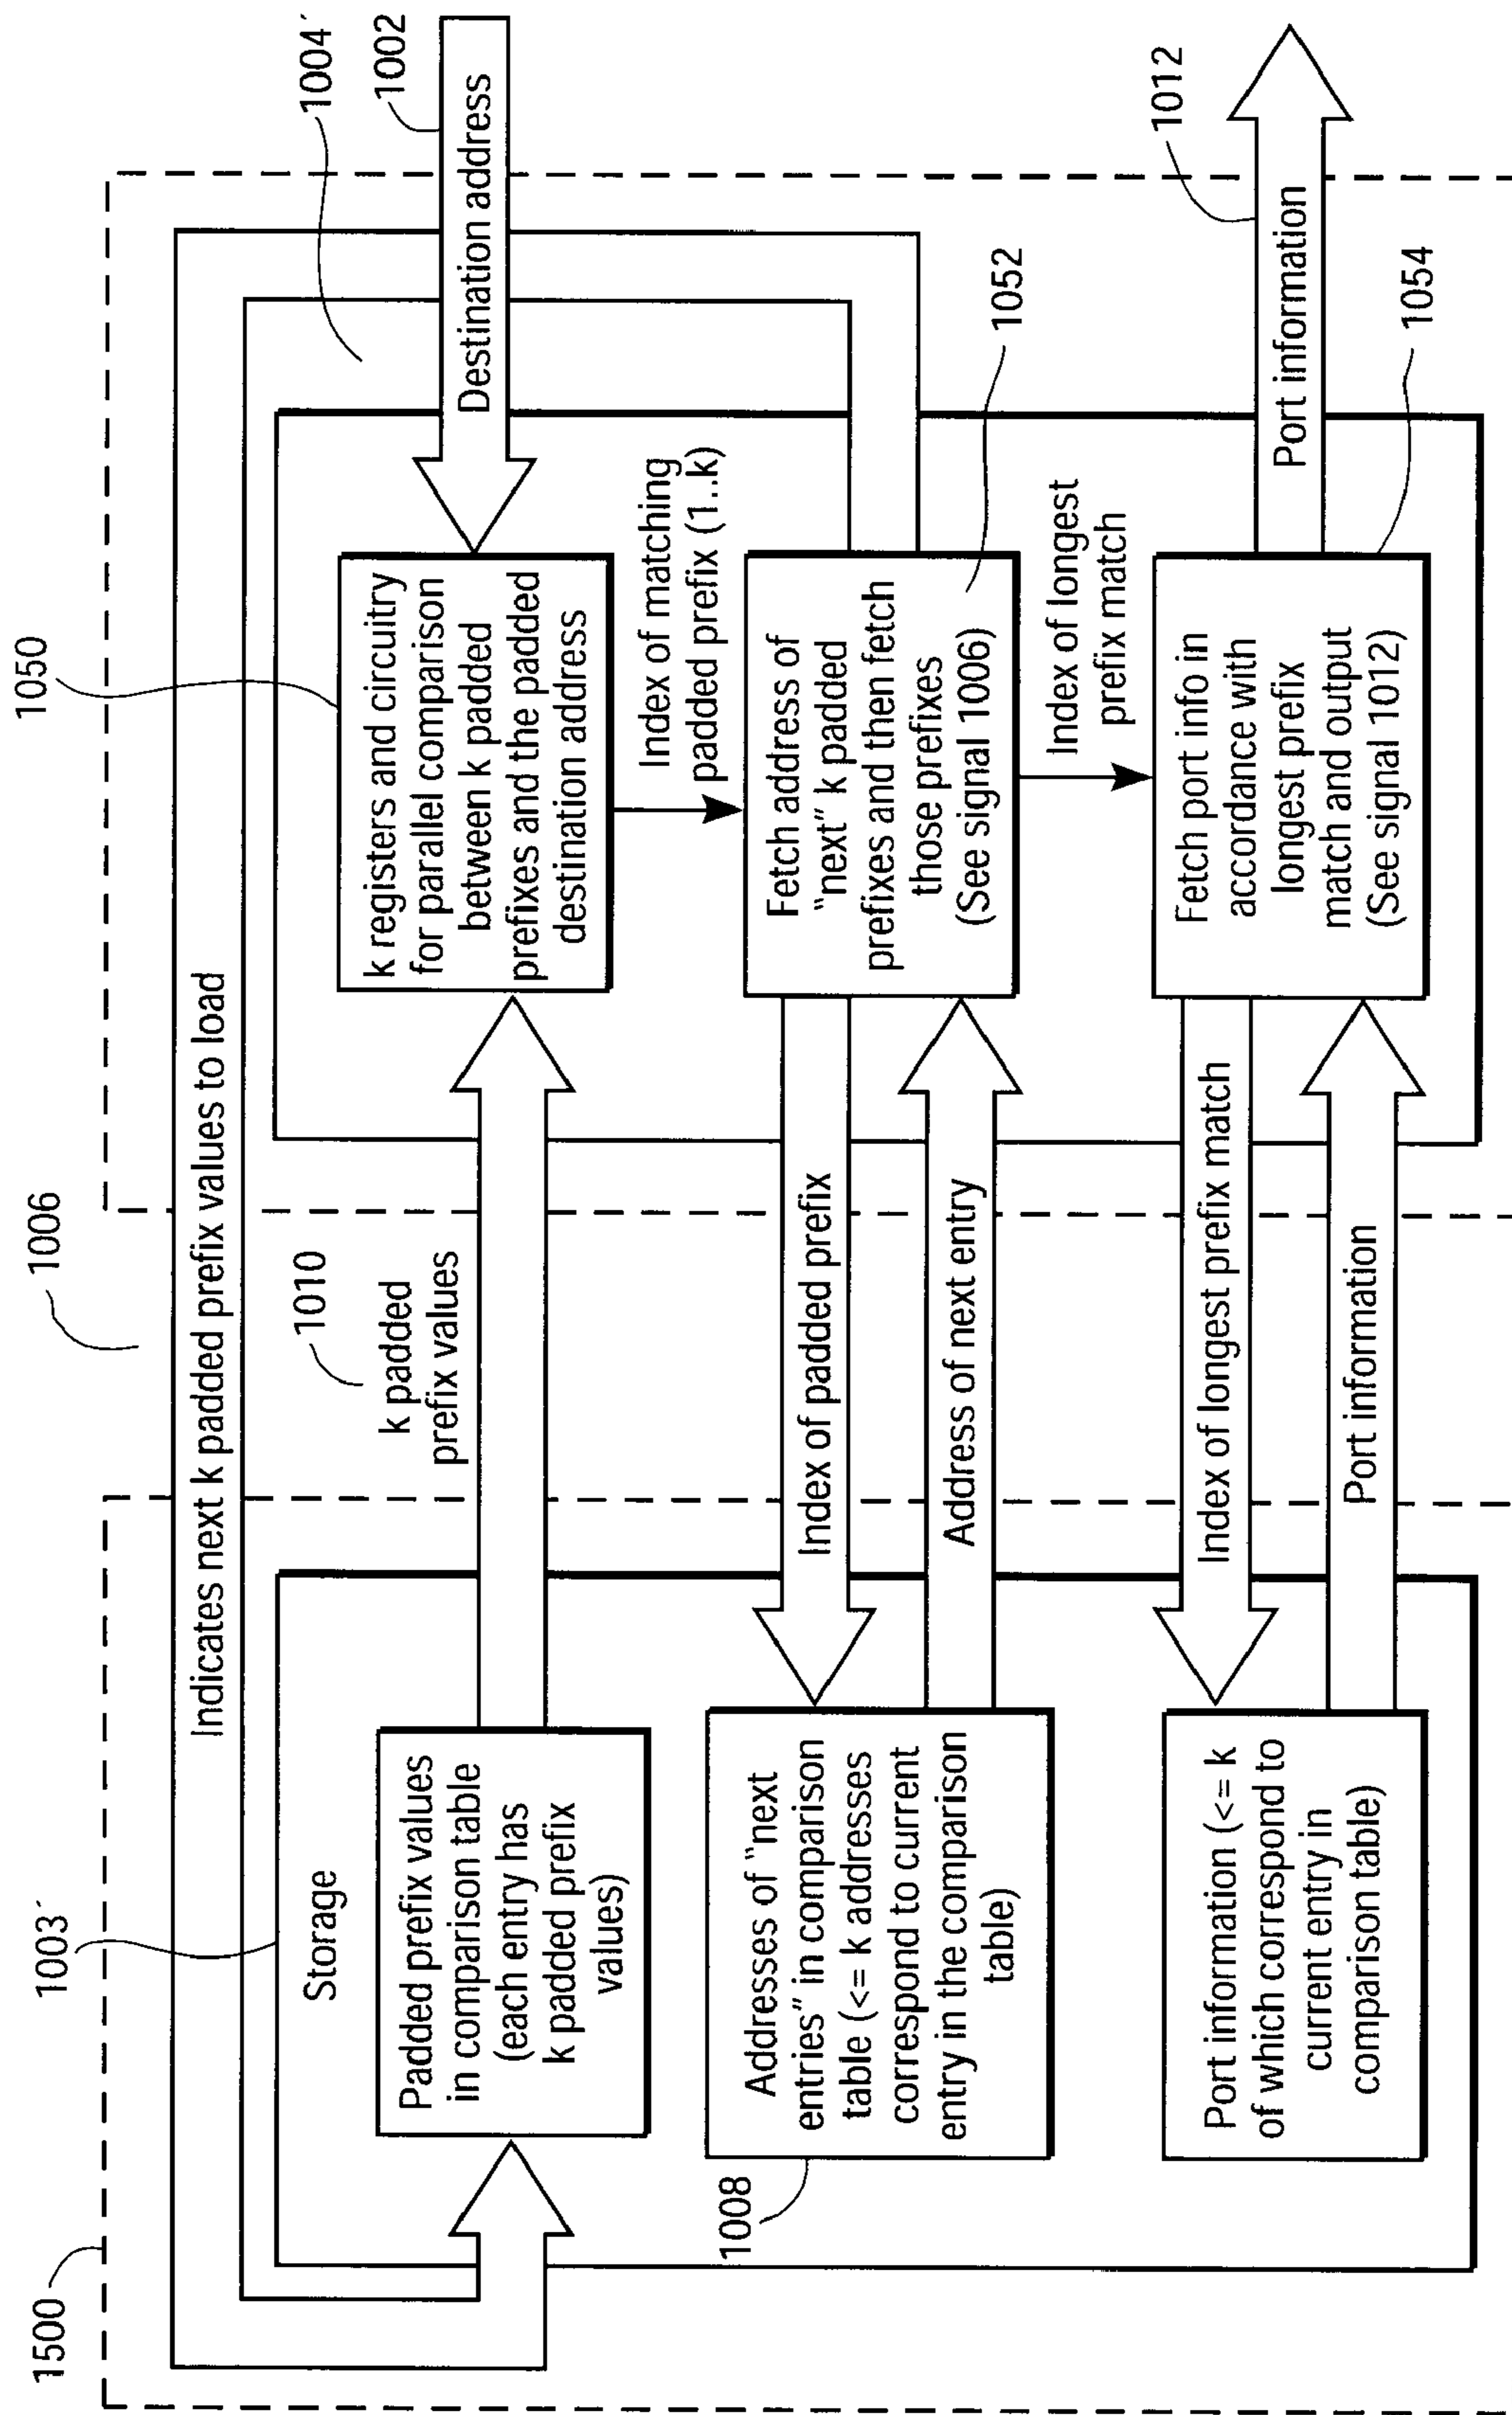 1500
1003´
1006
1050
1004´
1002
Indicates next k padded prefix values to load
Storage
1010
k padded
prefix values
Destination address
Padded prefix values
in comparison table
(each entry has
k padded prefix
values)
k registers and circuitry
for parallel comparison
between k padded
prefixes and the padded
destination address
Index of matching
padded prefix (1..k)
1008
Addresses of "next
entries" in comparison
table (<= k addresses
correspond to current
entry in the comparison
table)
Index of padded prefix
Address of next entry
Fetch address of
"next" k padded
prefixes and then fetch
those prefixes
(See signal 1006)
1052
Index of longest
prefix match
Port information (<= k
of which correspond to
current entry in
comparison table)
Index of longest prefix match
Port information
Fetch port info in
accordance with
longest prefix
match and output
(See signal 1012)
1012
Port information
1054